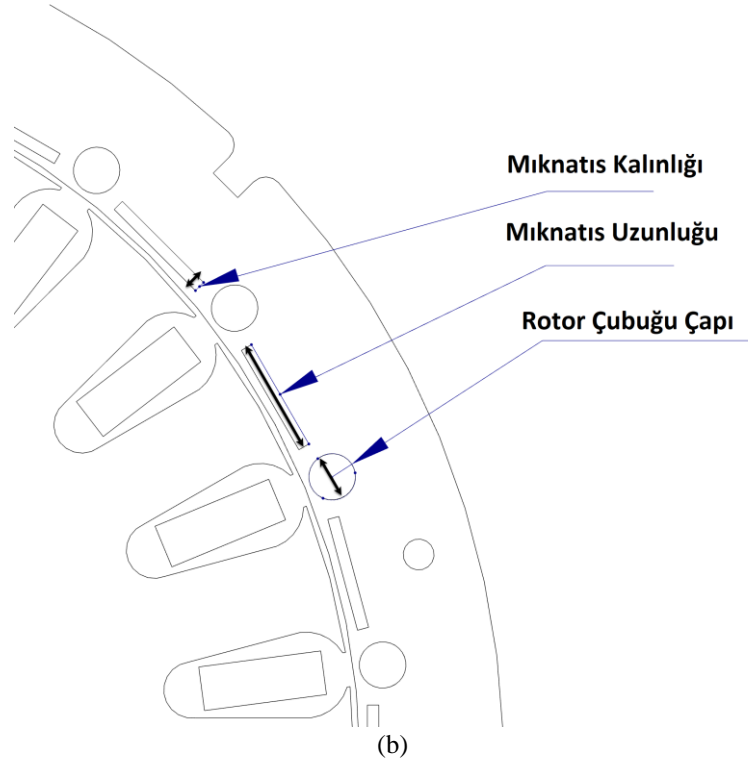 Mıknatıs Kalınlığı
Mıknatıs Uzunluğu
Rotor Çubuğu Çapı
(b)